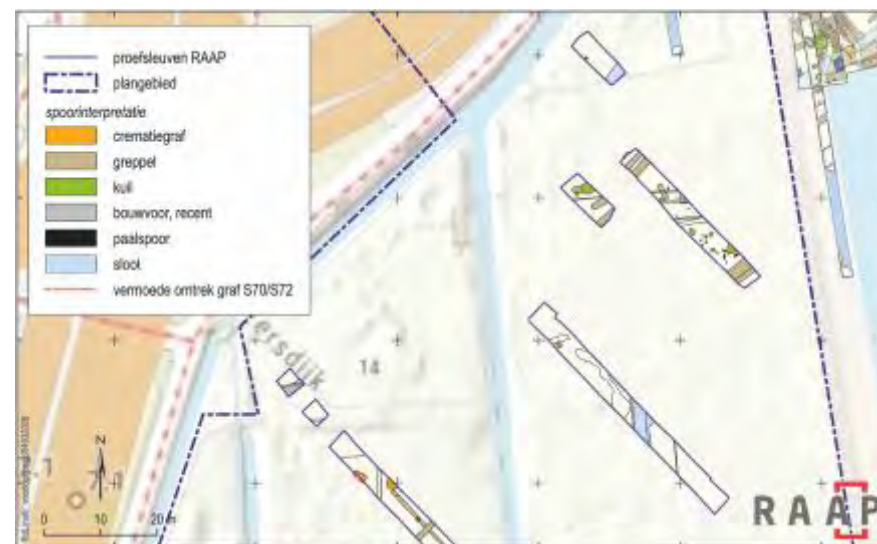 proefsleuven RAAP
plangebied
spoorinterpretatie
crematiegraf
greppel
kuil
bouwvoor, recent
paalspoor
sloot
vermoede omtrek graf S70/S72
ersdijk
14
N
0 10 20 m
RAAP